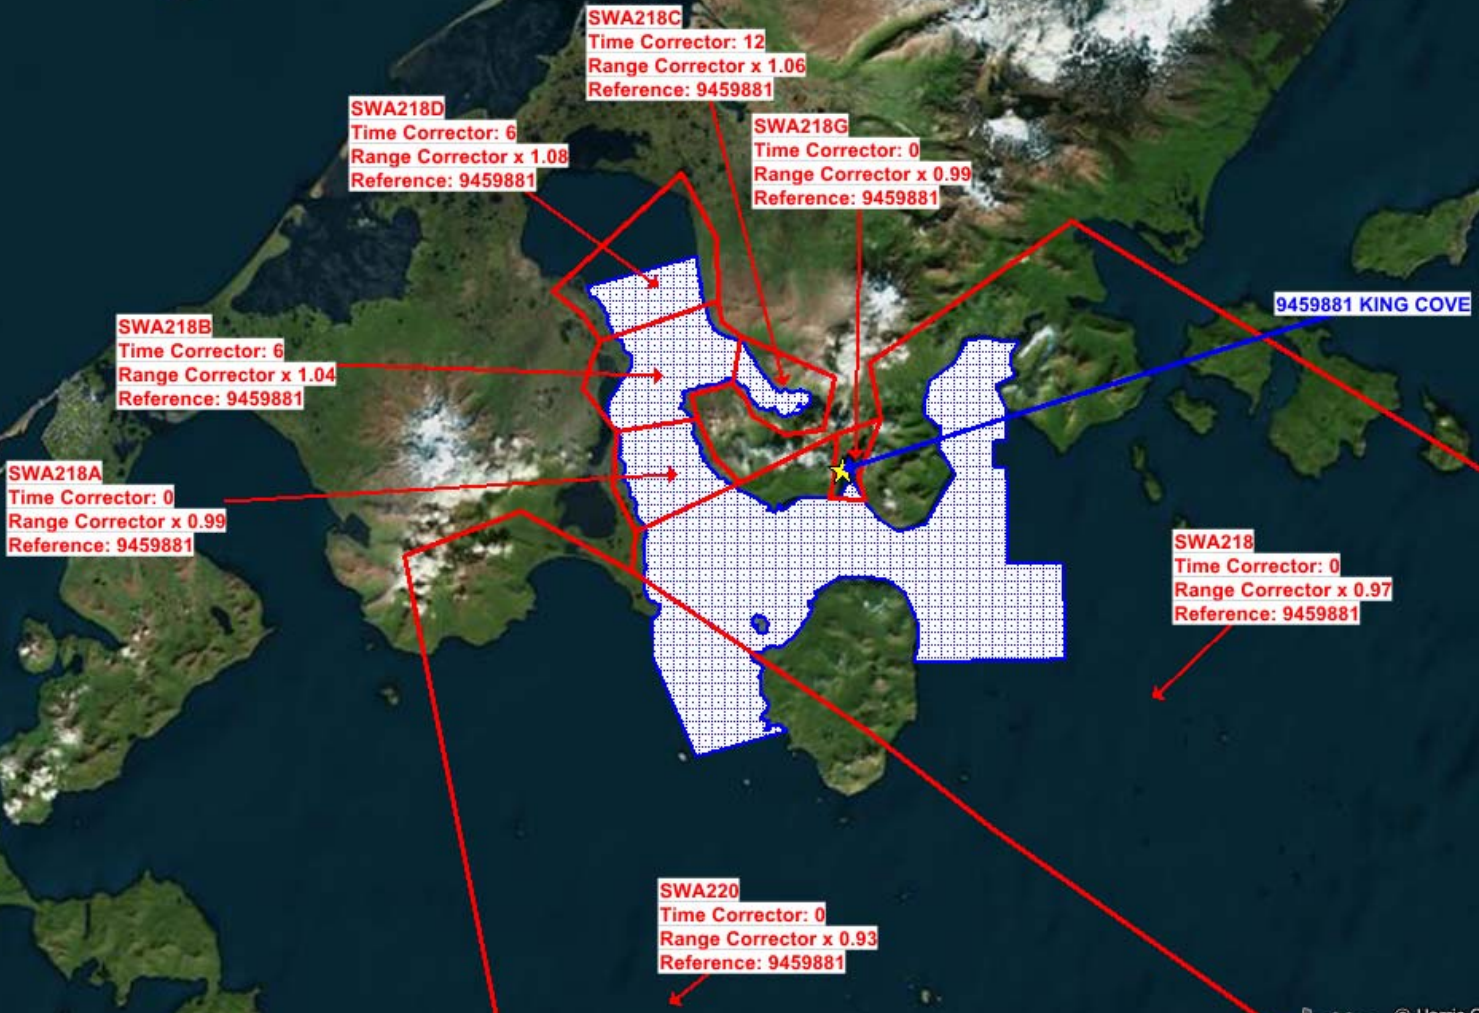 SWA218C
Time Corrector: 12
Range Corrector x 1.06
Reference: 9459881
SWA218D
Time Corrector: 6
Range Corrector x 1.08
Reference: 9459881
SWA218G
Time Corrector: 0
Range Corrector x 0.99
Reference: 9459881
9459881 KING COVE
SWA218B
Time Corrector: 6
Range Corrector x 1.04
Reference: 9459881
SWA218A
Time Corrector: 0
Range Corrector x 0.99
Reference: 9459881
SWA218
Time Corrector: 0
Range Corrector x 0.97
Reference: 9459881
SWA220
Time Corrector: 0
Range Corrector x 0.93
Reference: 9459881